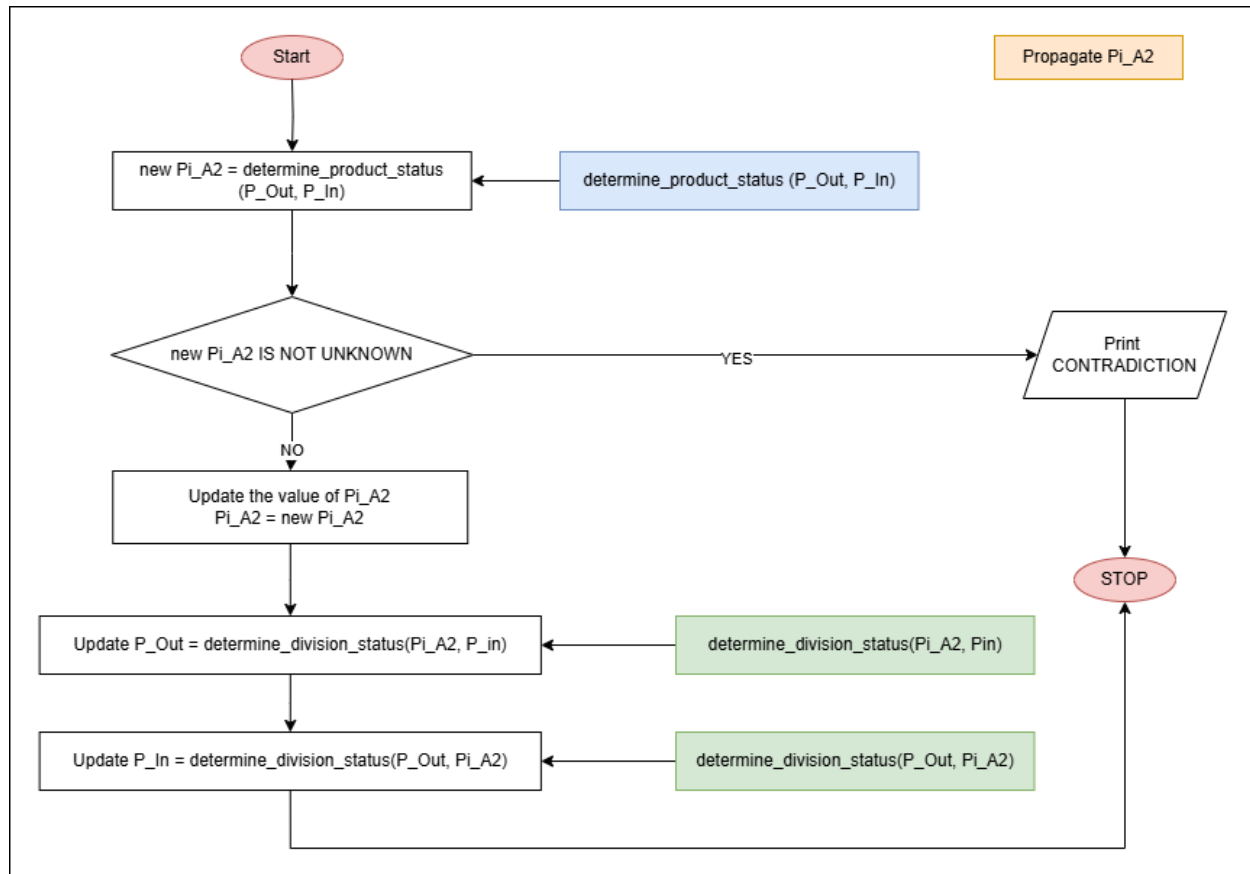 Start
Propagate Pi_A2
new Pi_A2 = determine_product_status
(P_Out, P_In)
determine_product_status (P_Out, P_In)
new Pi_A2 IS NOT UNKNOWN
YES
Print
CONTRADICTION
NO
Update the value of Pi_A2
Pi_A2 = new Pi_A2
STOP
Update P_Out = determine_division_status(Pi_A2, P_in)
determine_division_status(Pi_A2, Pin)
Update P_In = determine_division_status(P_Out, Pi_A2)
determine_division_status(P_Out, Pi_A2)